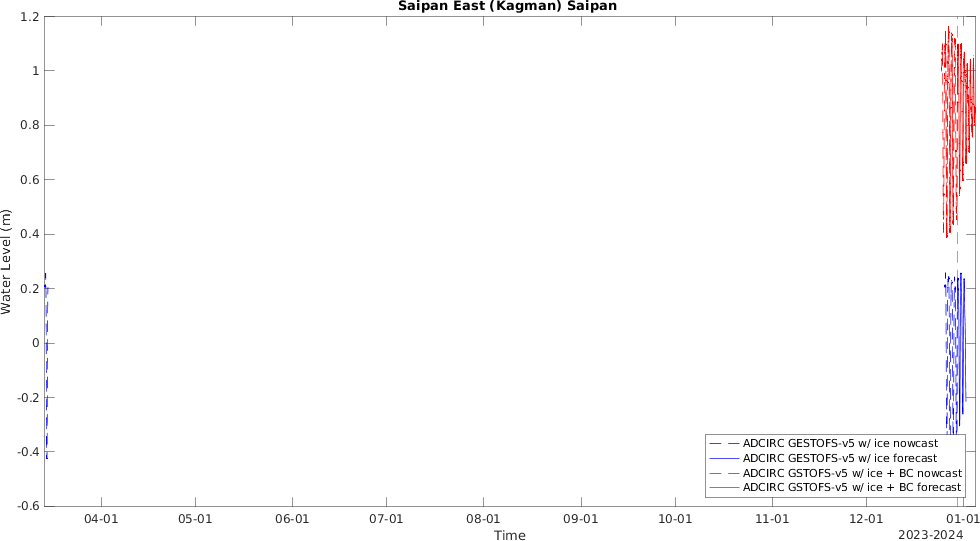 Saipan East (Kagman) Saipan
Water Level (m)
1.2
1
0.8
0.6
0.4
0.2
0
-0.2
-0.4
-0.6
ADCIRC GESTOFS-v5 w/ ice nowcast
ADCIRC GESTOFS-v5 w/ ice forecast
ADCIRC GSTOFS-v5 w/ ice + BC nowcast
ADCIRC GSTOFS-v5 w/ ice + BC forecast
04-01 05-01 06-01 07-01 08-01 09-01 10-01 11-01 12-01 01-01
Time
2023-2024